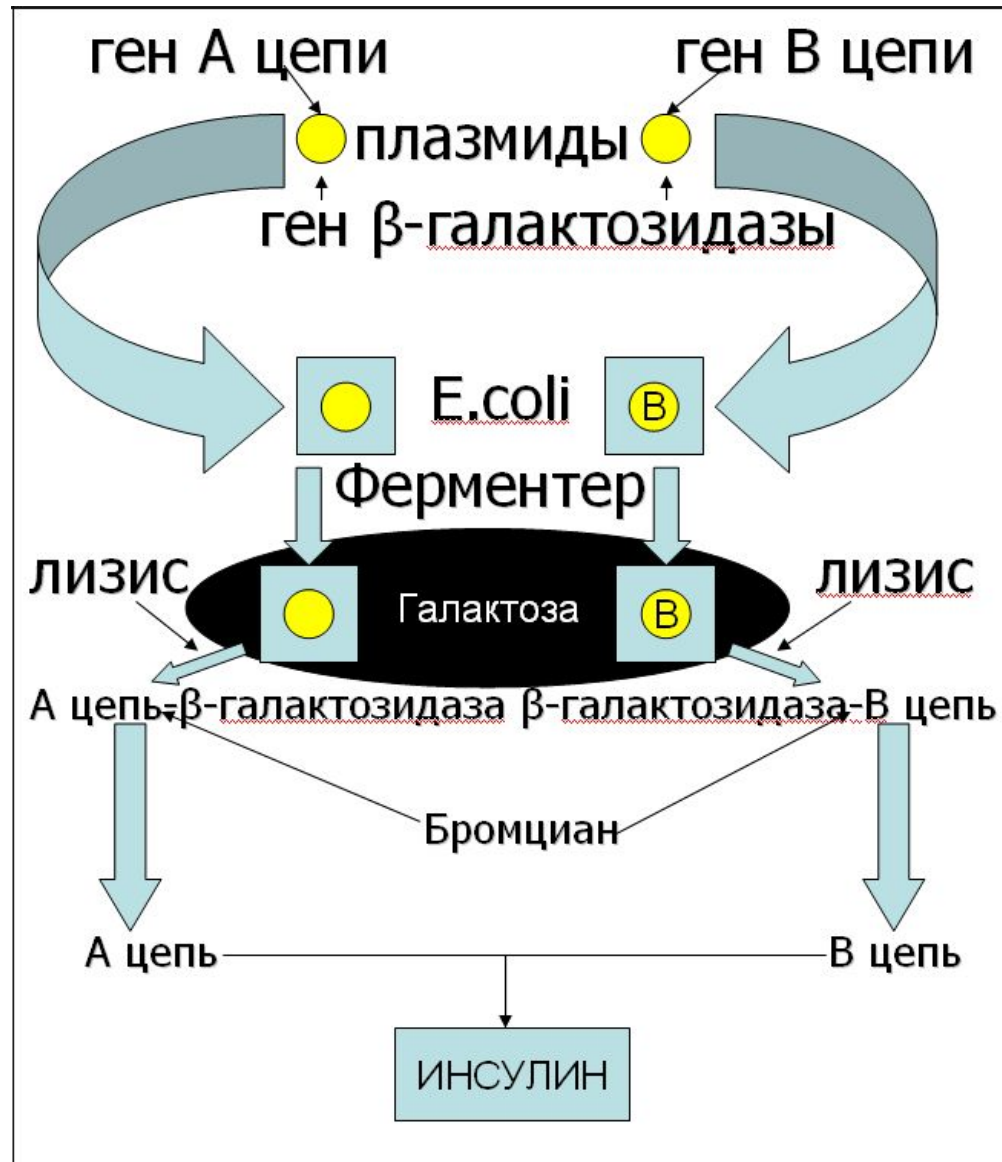 ген А цепи ген В цепи
плазмиды
ген β-галактозидазы
E.coli
В
Ферментер
лизис лизис
Галактоза В
А цепь-β-галактозидаза β-галактозидаза-В цепь
Бромциан
А цепь В цепь
ИНСУЛИН